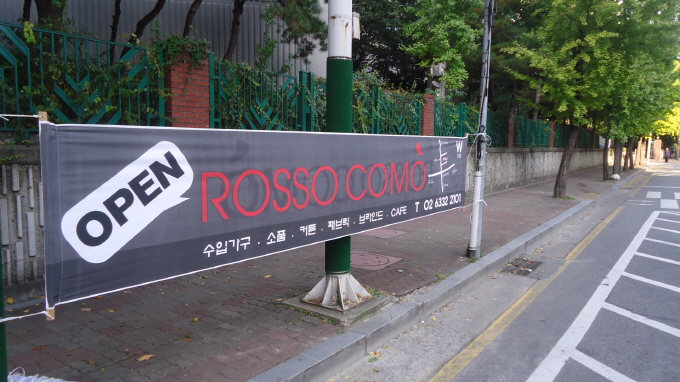 OPEN
ROSSO COMÒ
수입가구 . 소품 . 커튼 . 패브릭 . 브라인드 . CAFE T 02 6332 2101
W